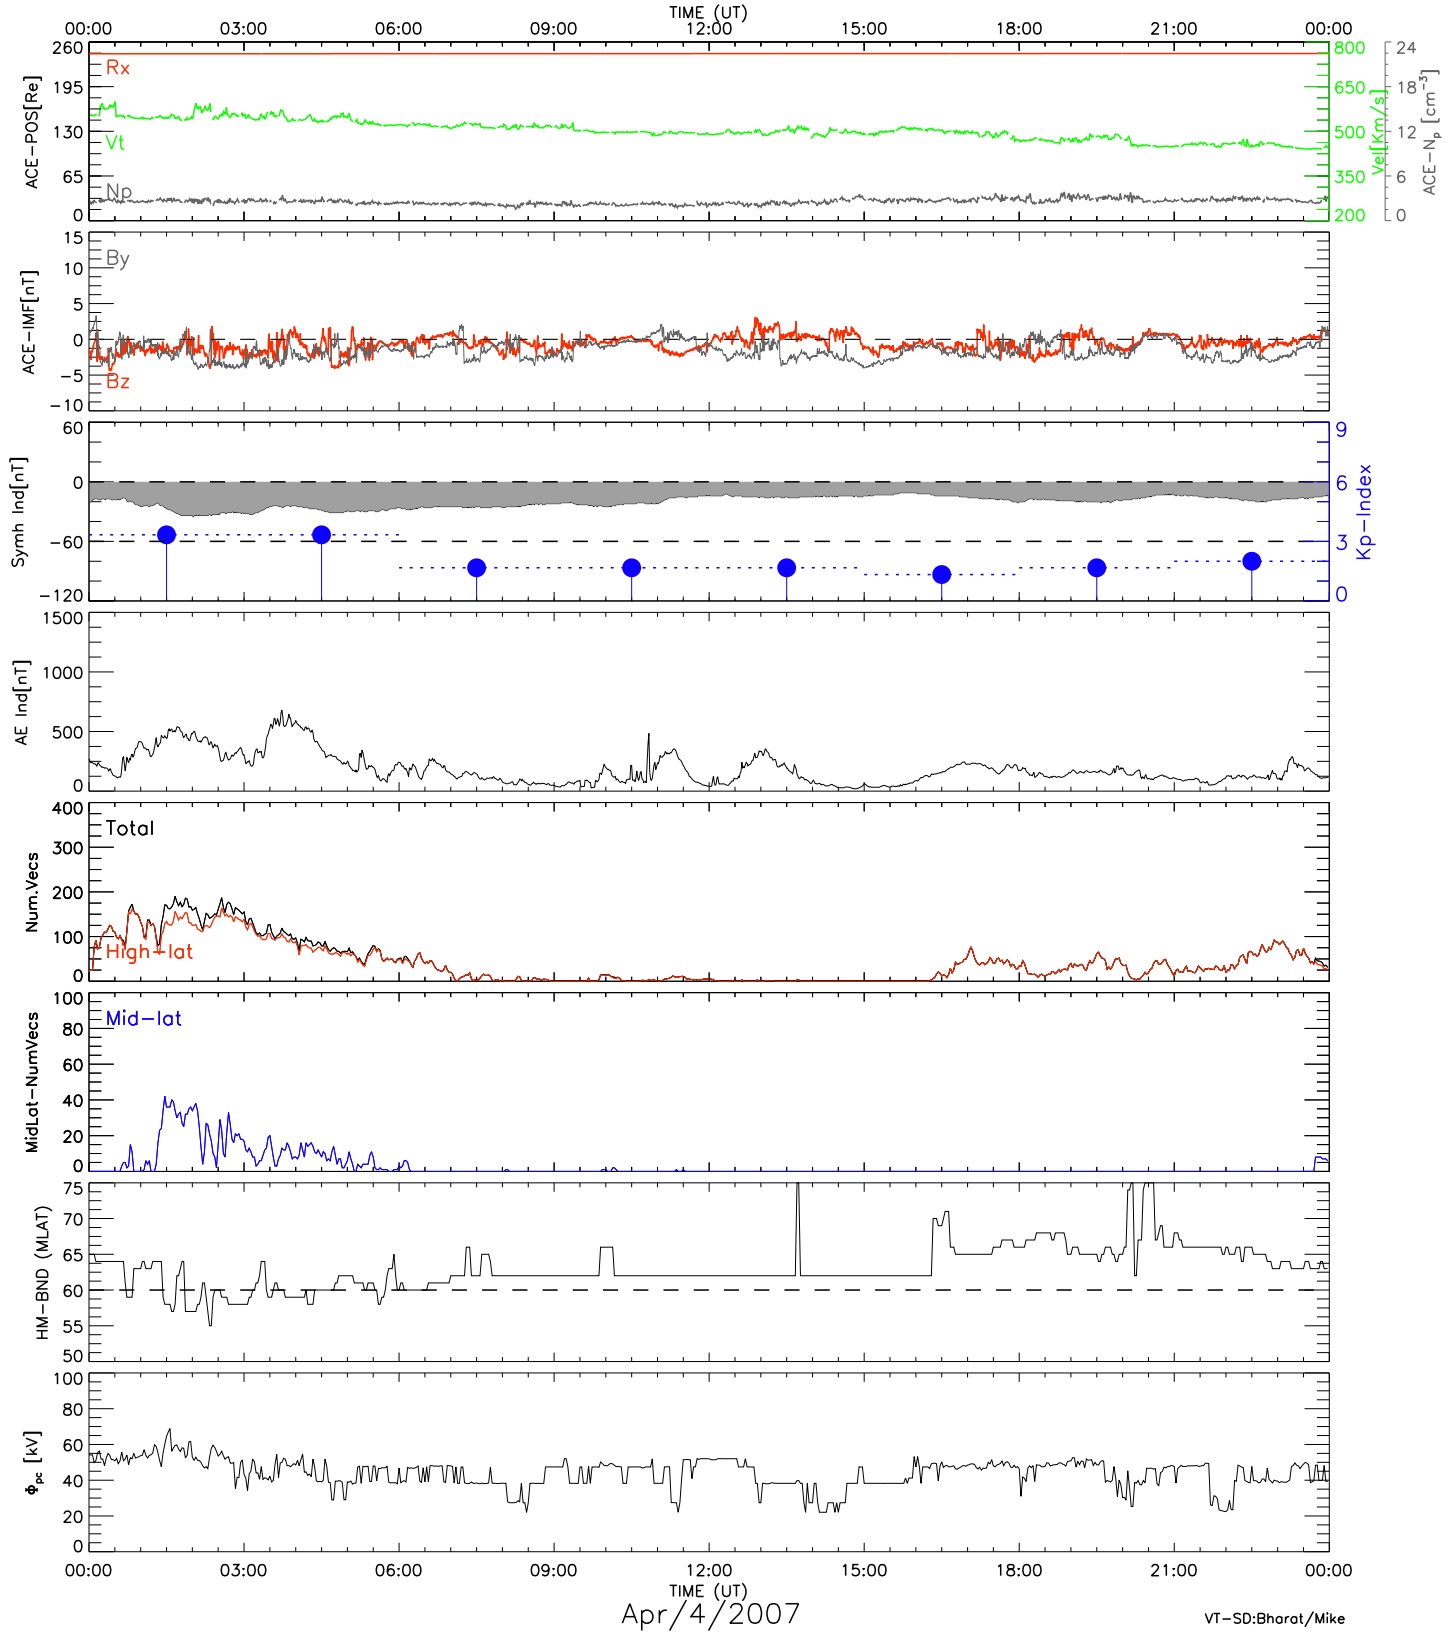 TIME (UT)
00:00 03:00 06:00 09:00 12:00 15:00 18:00 21:00 00:00
260 195 130 65 0
ACE-POS[Re]
Rx
Vt
Np
800 650 500 350 200
Vel[Km/s]
24 18 12 6 0
ACE-Np [cm⁻³]
15 10 5 0 -5 -10
ACE-IMF[nT]
By
Bz
60 0 -60 -120
Symh Ind[nT]
9 6 3 0
Kp-Index
1500 1000 500 0
AE Ind[nT]
400 300 200 100 0
Num.Vecs
Total
High-lat
100 80 60 40 20 0
MidLat-NumVecs
Mid-lat
75 70 65 60 55 50
HM-BND (MLAT)
100 80 60 40 20 0
Φpc [kV]
00:00 03:00 06:00 09:00 12:00 15:00 18:00 21:00 00:00
TIME (UT)
Apr/4/2007
VT-SD:Bharat/Mike